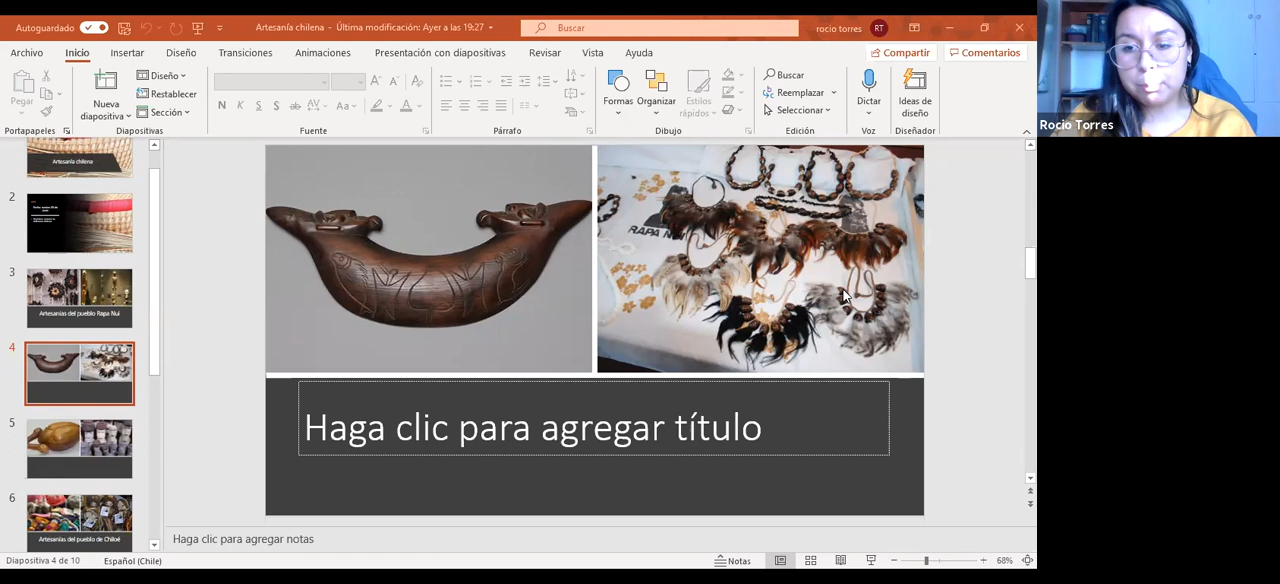 Autoguardado
Artesanía chilena - Última modificación: Ayer a las 19:27
Buscar
rocio torres
RT
Archivo
Inicio
Insertar
Diseño
Transiciones
Animaciones
Presentación con diapositivas
Revisar
Vista
Ayuda
Compartir
Comentarios
Pegar
Nueva
diapositiva
Diseño
Restablecer
Sección
N K S S ab AV Aa A
Formas
Organizar
Estilos
rápidos
Buscar
Reemplazar
Seleccionar
Dictar
Ideas de
diseño
Portapapeles
Diapositivas
Fuente
Párrafo
Dibujo
Edición
Voz
Diseñador
Rocio Torres
Artesanía chilena
2
3
Artesanías del pueblo Rapa Nui
4
5
6
Artesanías del pueblo de Chiloé
RAPA NUI
Haga clic para agregar título
Haga clic para agregar notas
Diapositiva 4 de 10
Español (Chile)
Notas
68%